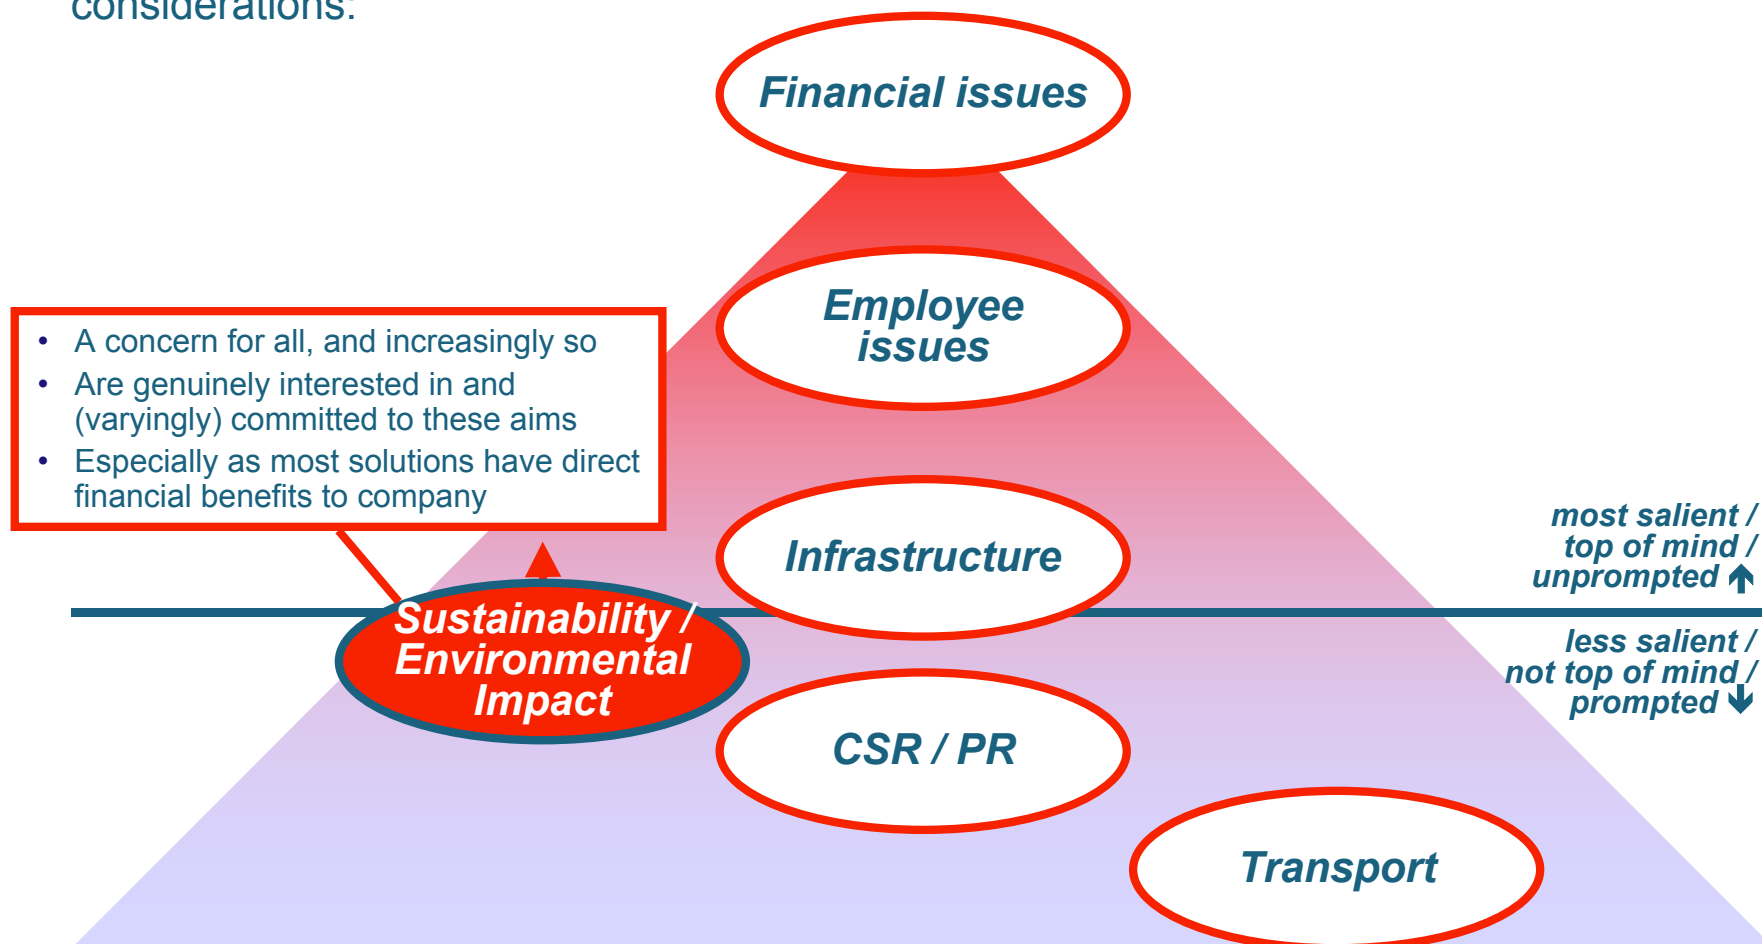 considerations:
Financial issues
Employee
issues
• A concern for all, and increasingly so
• Are genuinely interested in and
(varyingly) committed to these aims
• Especially as most solutions have direct
financial benefits to company
Infrastructure
most salient /
top of mind /
unprompted ↑
Sustainability /
Environmental
Impact
less salient /
not top of mind /
prompted ↓
CSR / PR
Transport